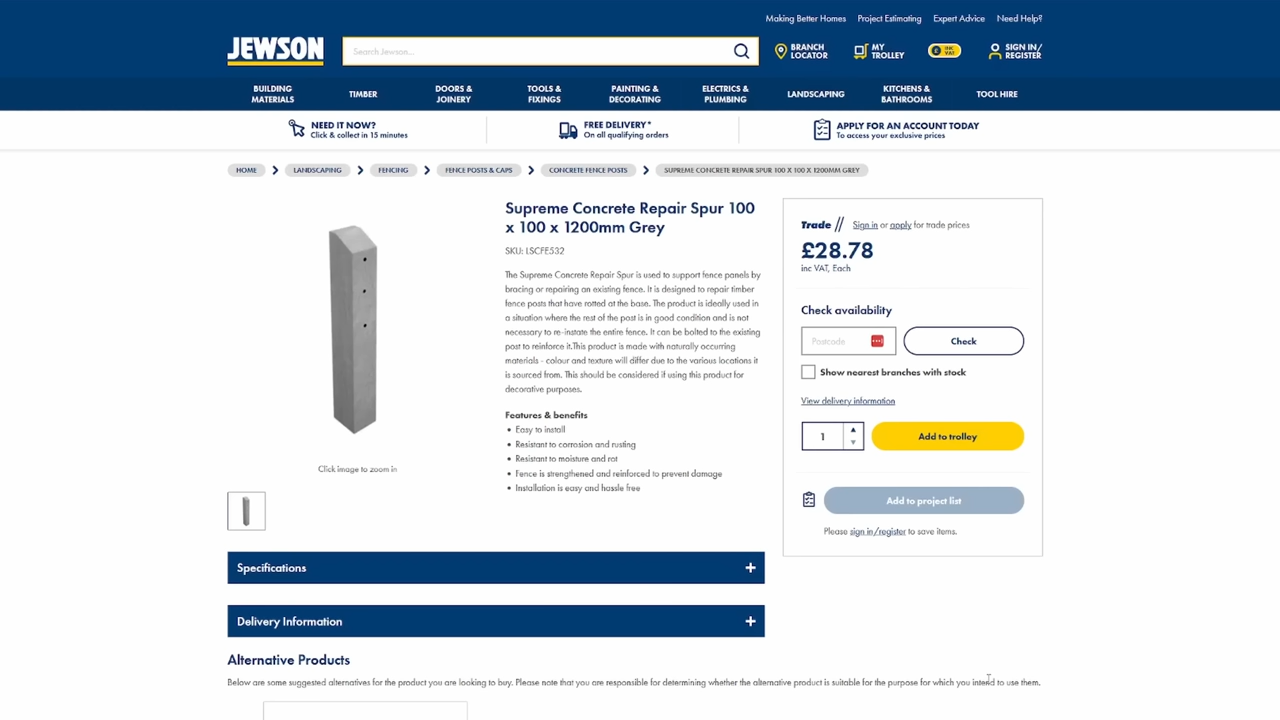 Making Better Homes Project Estimating Expert Advice Need Help?
JEWSON
Search Jewson...
BRANCH
LOCATOR
MY
TROLLEY
£ INC
VAT
SIGN IN/
REGISTER
BUILDING
MATERIALS
TIMBER
DOORS &
JOINERY
TOOLS &
FIXINGS
PAINTING &
DECORATING
ELECTRICS &
PLUMBING
LANDSCAPING
KITCHENS &
BATHROOMS
TOOL HIRE
NEED IT NOW?
Click & collect in 15 minutes
FREE DELIVERY*
On all qualifying orders
APPLY FOR AN ACCOUNT TODAY
To access your exclusive prices
HOME LANDSCAPING FENCING FENCE POSTS & CAPS CONCRETE FENCE POSTS SUPREME CONCRETE REPAIR SPUR 100 X 100 X 1200MM GREY
Click image to zoom in
Supreme Concrete Repair Spur 100
x 100 x 1200mm Grey
SKU: LSCFE532
The Supreme Concrete Repair Spur is used to support fence panels by
bracing or repairing an existing fence. It is designed to repair timber
fence posts that have rotted at the base. The product is ideally used in
a situation where the rest of the post is in good condition and is not
necessary to re-instate the entire fence. It can be bolted to the existing
post to reinforce it.This product is made with naturally occurring
materials - colour and texture will differ due to the various locations it
is sourced from. This should be considered if using this product for
decorative purposes.
Features & benefits
• Easy to install
• Resistant to corrosion and rusting
• Resistant to moisture and rot
• Fence is strengthened and reinforced to prevent damage
• Installation is easy and hassle free
Trade // Sign in or apply for trade prices
£28.78
inc VAT, Each
Check availability
Postcode
Check
Show nearest branches with stock
View delivery information
1
Add to trolley
Add to project list
Please sign in/register to save items.
Specifications +
Delivery Information +
Alternative Products
Below are some suggested alternatives for the product you are looking to buy. Please note that you are responsible for determining whether the alternative product is suitable for the purpose for which you intend to use them.